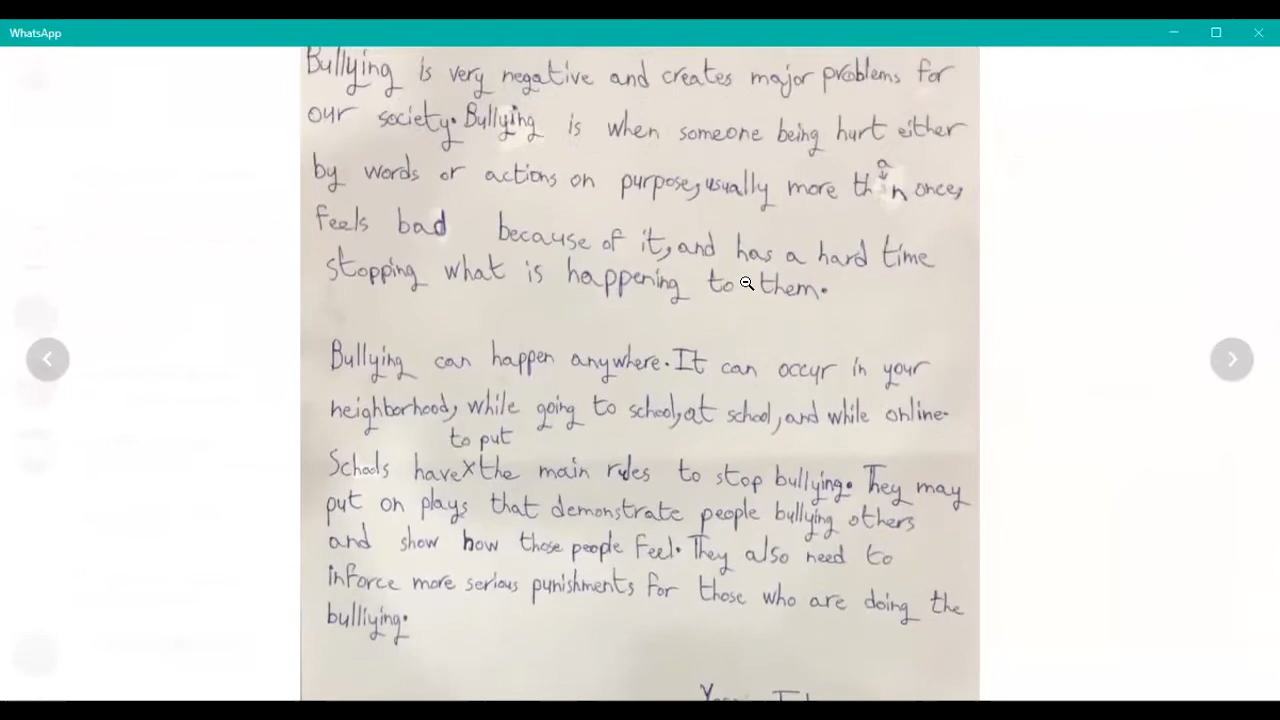 WhatsApp
Bullying is very negative and creates major problems for
our society. Bullying is when someone being hurt either
by words or actions on purpose, usually more than once,
feels bad because of it, and has a hard time
stopping what is happening to them.
Bullying can happen anywhere. It can occur in your
neighborhood, while going to school, at school, and while online.
to put
Schools have x the main rules to stop bullying. They may
put on plays that demonstrate people bullying others
and show how those people feel. They also need to
inforce more serious punishments for those who are doing the
bulllying.